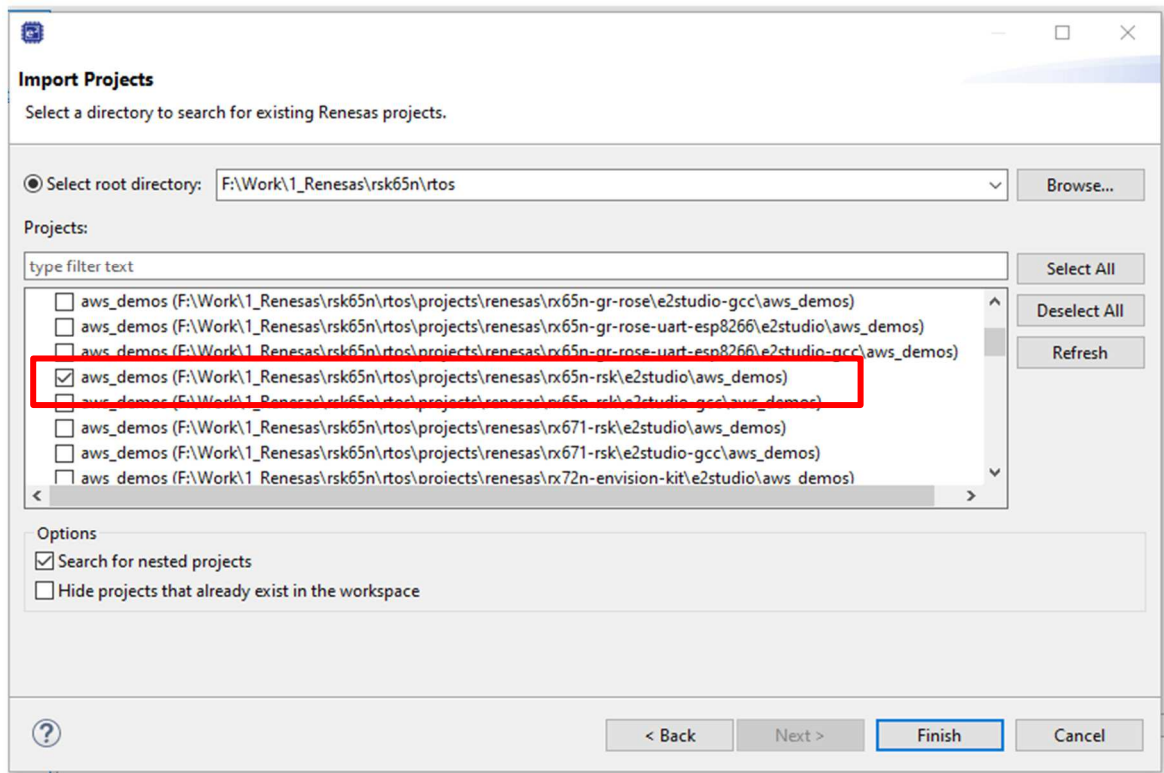 Import Projects
Select a directory to search for existing Renesas projects.
Select root directory: F:\Work\1_Renesas\rsk65n\rtos Browse...
Projects:
type filter text Select All
aws_demos (F:\Work\1_Renesas\rsk65n\rtos\projects\renesas\rx65n-gr-rose\e2studio-gcc\aws_demos) Deselect All
aws_demos (F:\Work\1_Renesas\rsk65n\rtos\projects\renesas\rx65n-gr-rose-uart-esp8266\e2studio\aws_demos)
aws_demos (F:\Work\1_Renesas\rsk65n\rtos\projects\renesas\rx65n-gr-rose-uart-esp8266\e2studio-gcc\aws_demos) Refresh
aws_demos (F:\Work\1_Renesas\rsk65n\rtos\projects\renesas\rx65n-rsk\e2studio\aws_demos)
aws_demos (F:\Work\1_Renesas\rsk65n\rtos\projects\renesas\rx65n-rsk\e2studio-gcc\aws_demos)
aws_demos (F:\Work\1_Renesas\rsk65n\rtos\projects\renesas\rx671-rsk\e2studio\aws_demos)
aws_demos (F:\Work\1_Renesas\rsk65n\rtos\projects\renesas\rx671-rsk\e2studio-gcc\aws_demos)
aws_demos (F:\Work\1_Renesas\rsk65n\rtos\projects\renesas\rx72n-envision-kit\e2studio\aws_demos)
Options
Search for nested projects
Hide projects that already exist in the workspace
? < Back Next > Finish Cancel